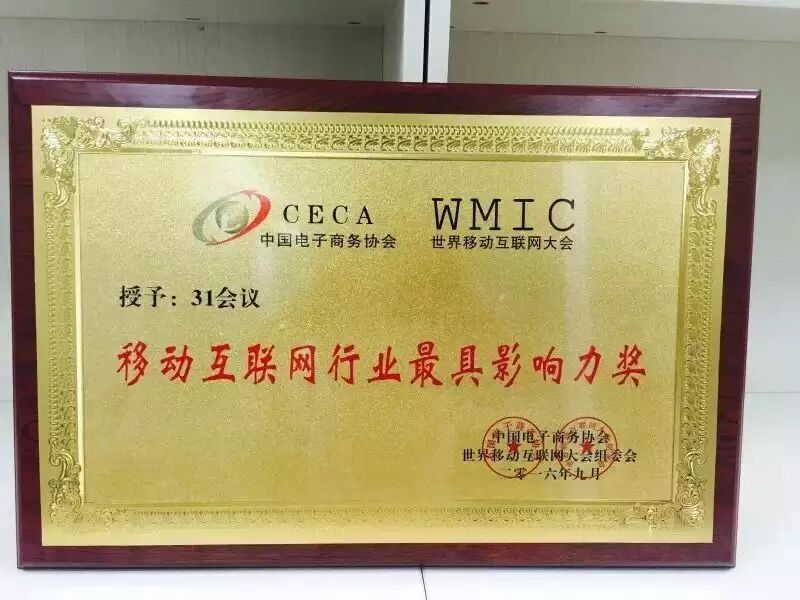 CECA WMIC
中国电子商务协会 世界移动互联网大会
授予：31会议
移动互联网行业最具影响力奖
中国电子商务协会
世界移动互联网大会组委会
二〇一六年九月